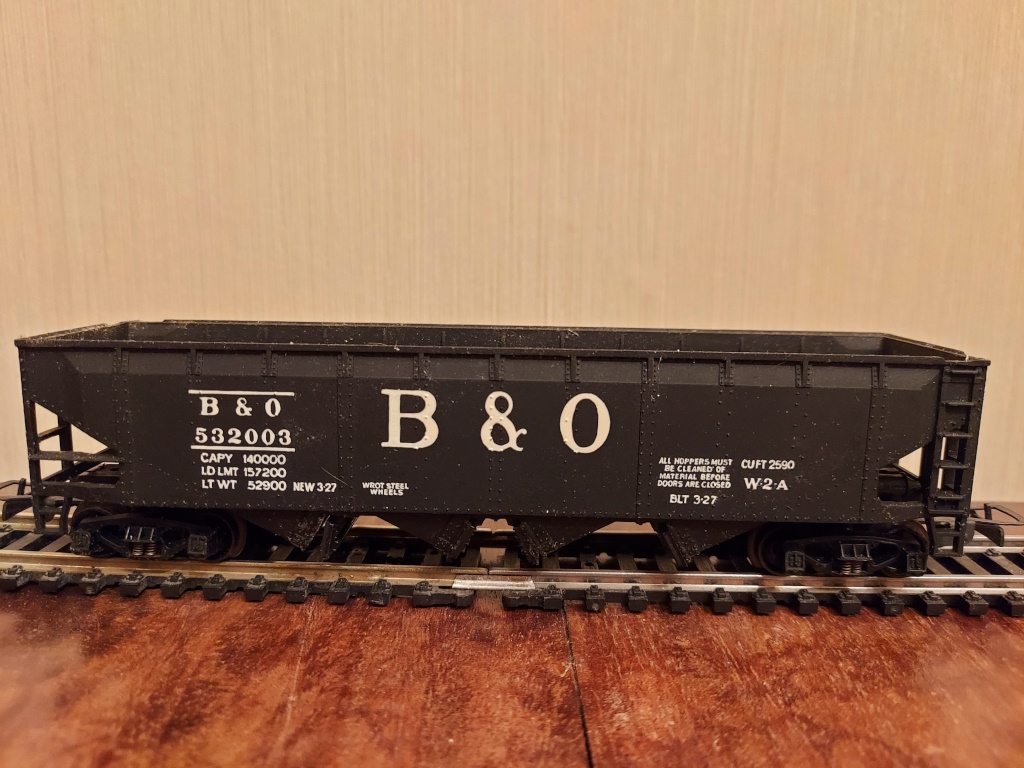 B & O
532003
CAPY 140000
LD LMT 157200
LT WT 52900 NEW 3-27
WROT STEEL
WHEELS
B & O
ALL HOPPERS MUST
BE CLEANED OF
MATERIAL BEFORE
DOORS ARE CLOSED
CU FT 2590
W-2-A
BLT 3-27